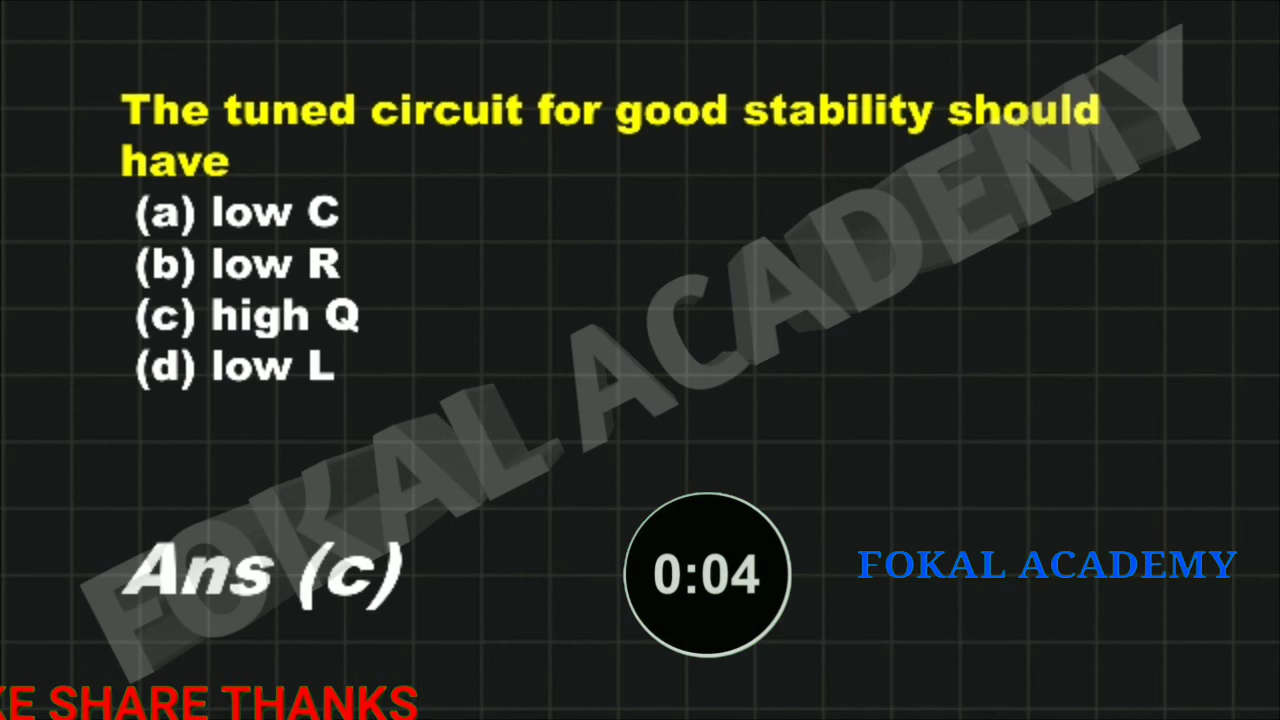 The tuned circuit for good stability should
have
(a) low C
(b) low R
(c) high Q
(d) low L
FOKAL ACADEMY
Ans (c)
0:04
FOKAL ACADEMY
KE SHARE THANKS